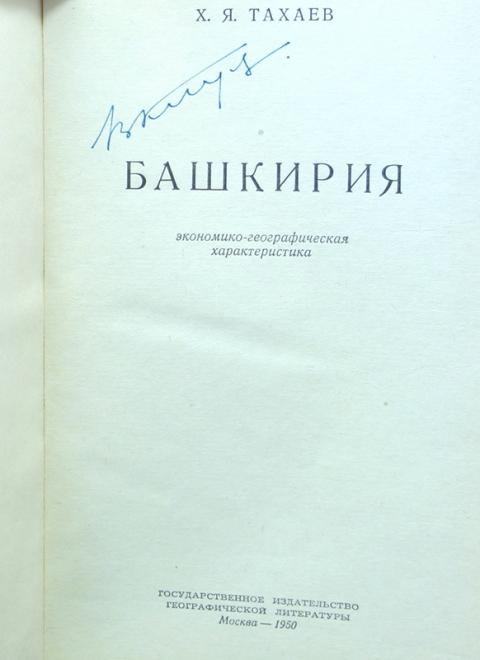 Х. Я. ТАХАЕВ
БАШКИРИЯ
экономико-географическая
характеристика
ГОСУДАРСТВЕННОЕ ИЗДАТЕЛЬСТВО
ГЕОГРАФИЧЕСКОЙ ЛИТЕРАТУРЫ
Москва — 1950